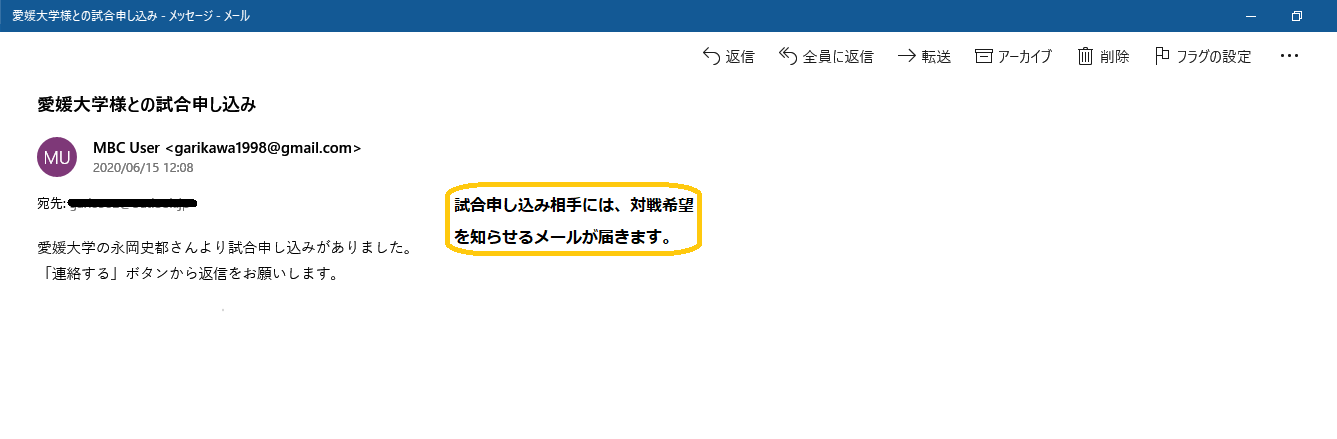 愛媛大学様との試合申し込み - メッセージ - メール
返信 全員に返信 転送 アーカイブ 削除 フラグの設定
愛媛大学様との試合申し込み
MU
MBC User <garikawa1998@gmail.com>
2020/06/15 12:08
宛先:
試合申し込み相手には、対戦希望
を知らせるメールが届きます。
愛媛大学の永岡史都さんより試合申し込みがありました。
「連絡する」ボタンから返信をお願いします。